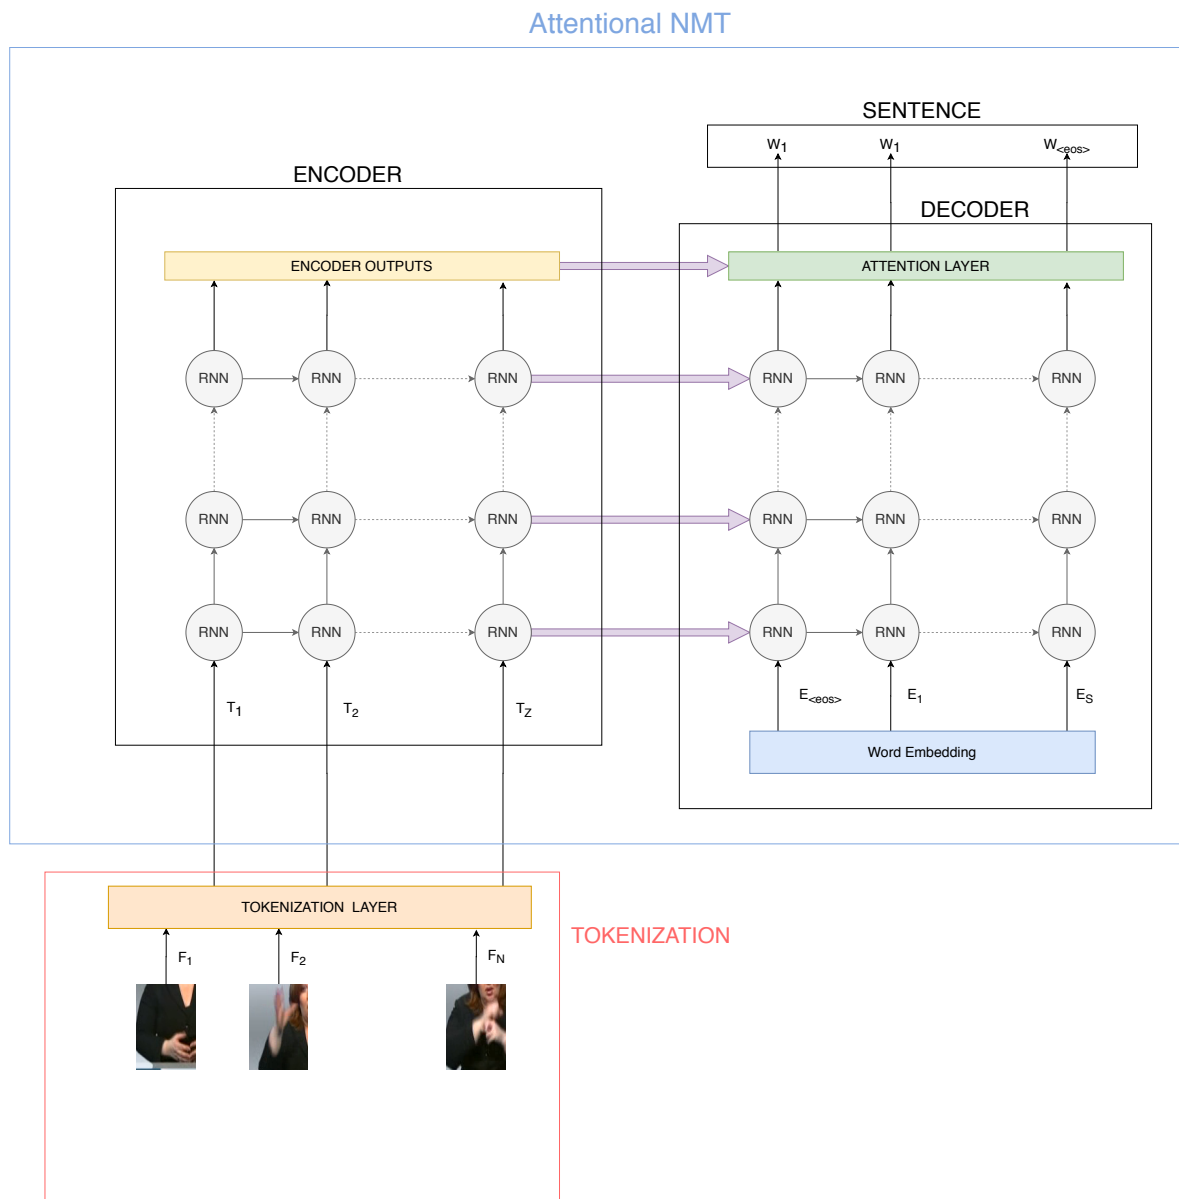 Attentional NMT
SENTENCE
W1 W1 W<eos>
ENCODER
DECODER
ENCODER OUTPUTS
ATTENTION LAYER
RNN RNN RNN RNN RNN RNN
RNN RNN RNN RNN RNN RNN
RNN RNN RNN RNN RNN RNN
T1 T2 TZ
E<eos> E1 ES
Word Embedding
TOKENIZATION LAYER
TOKENIZATION
F1 F2 FN